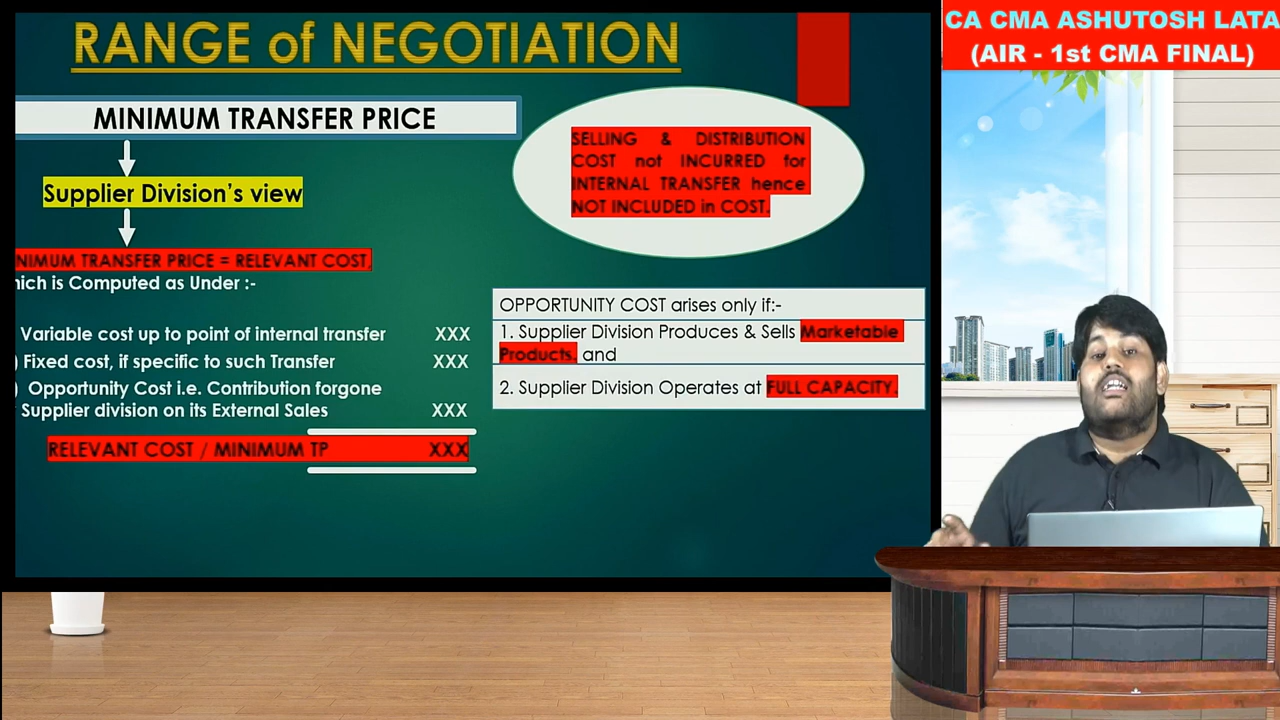 RANGE of NEGOTIATION
MINIMUM TRANSFER PRICE
Supplier Division's view
NIMUM TRANSFER PRICE = RELEVANT COST.
hich is Computed as Under :-
Variable cost up to point of internal transfer XXX
) Fixed cost, if specific to such Transfer XXX
) Opportunity Cost i.e. Contribution forgone
Supplier division on its External Sales XXX
RELEVANT COST / MINIMUM TP XXX
SELLING & DISTRIBUTION
COST not INCURRED for
INTERNAL TRANSFER hence
NOT INCLUDED in COST.
OPPORTUNITY COST arises only if:-
1. Supplier Division Produces & Sells Marketable
Products. and
2. Supplier Division Operates at FULL CAPACITY.
CA CMA ASHUTOSH LATA
(AIR - 1st CMA FINAL)